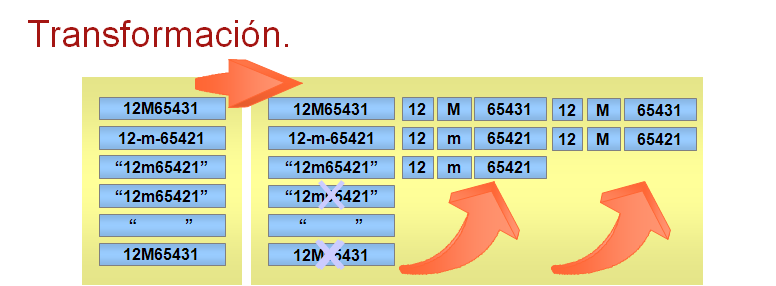 Transformación.
12M65431 12M65431 12 M 65431 12 M 65431
12-m-65421 12-m-65421 12 m 65421 12 M 65421
“12m65421” “12m65421” 12 m 65421
“12m65421” “12m65421”
“ ” “ ”
12M65431 12M65431